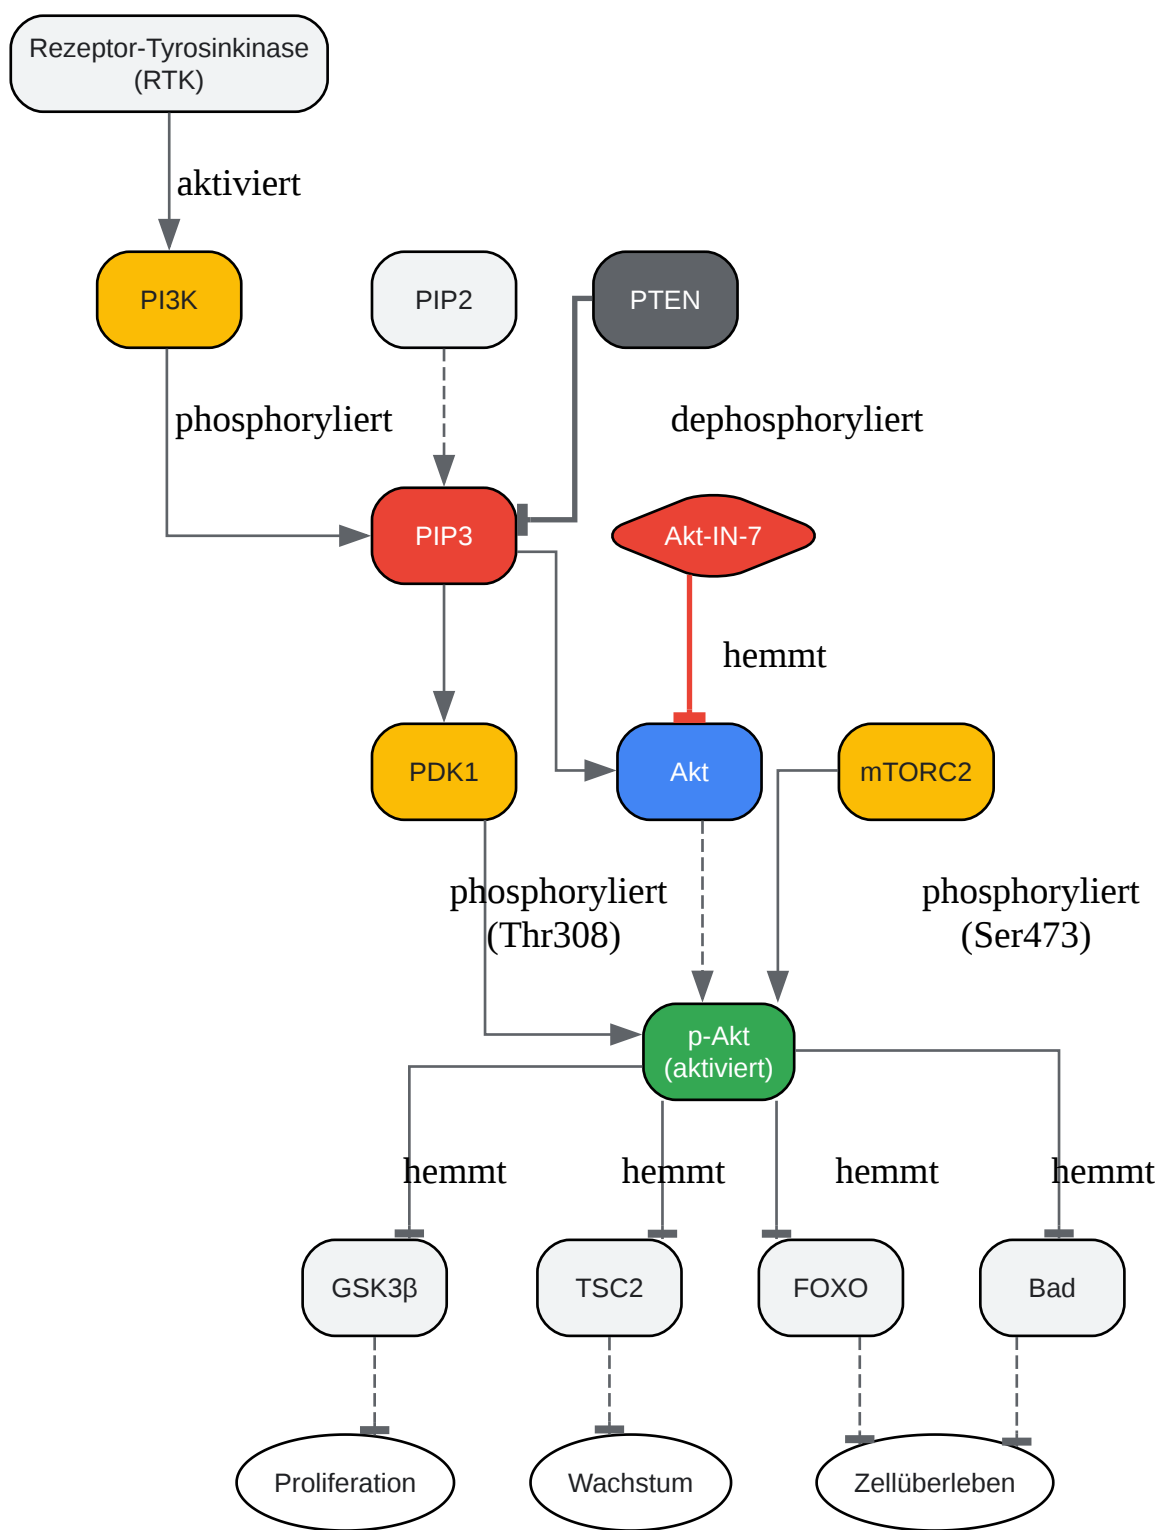 Rezeptor-Tyrosinkinase
(RTK)
aktiviert
PI3K
PIP2
PTEN
phosphoryliert
dephosphoryliert
PIP3
Akt-IN-7
hemmt
PDK1
Akt
mTORC2
phosphoryliert
(Thr308)
phosphoryliert
(Ser473)
p-Akt
(aktiviert)
hemmt
hemmt
hemmt
hemmt
GSK3β
TSC2
FOXO
Bad
Proliferation
Wachstum
Zellüberleben